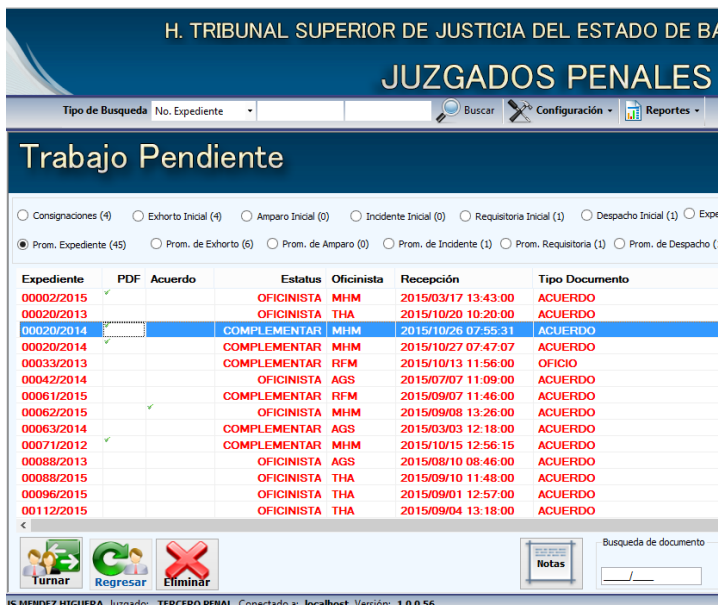 H. TRIBUNAL SUPERIOR DE JUSTICIA DEL ESTADO DE BA
JUZGADOS PENALES
Tipo de Busqueda No. Expediente Buscar Configuración Reportes
Trabajo Pendiente
Consignaciones (4) Exhorto Inicial (4) Amparo Inicial (0) Incidente Inicial (0) Requisitoria Inicial (1) Despacho Inicial (1) Expe
Prom. Expediente (45) Prom. de Exhorto (6) Prom. de Amparo (0) Prom. de Incidente (1) Prom. Requisitoria (1) Prom. de Despacho (
Expediente PDF Acuerdo Estatus Oficinista Recepción Tipo Documento
00002/2015 OFICINISTA MHM 2015/03/17 13:43:00 ACUERDO
00020/2013 OFICINISTA THA 2015/10/20 10:20:00 ACUERDO
00020/2014 COMPLEMENTAR MHM 2015/10/26 07:55:31 ACUERDO
00020/2014 COMPLEMENTAR MHM 2015/10/27 07:47:07 ACUERDO
00033/2013 COMPLEMENTAR RFM 2015/10/13 11:56:00 OFICIO
00042/2014 OFICINISTA AGS 2015/07/07 11:09:00 ACUERDO
00061/2015 COMPLEMENTAR RFM 2015/09/07 11:46:00 ACUERDO
00062/2015 OFICINISTA MHM 2015/09/08 13:26:00 ACUERDO
00063/2014 COMPLEMENTAR AGS 2015/03/03 12:18:00 ACUERDO
00071/2012 COMPLEMENTAR MHM 2015/10/15 12:56:15 ACUERDO
00088/2013 OFICINISTA AGS 2015/08/10 08:46:00 ACUERDO
00088/2015 OFICINISTA THA 2015/09/10 11:48:00 ACUERDO
00096/2015 OFICINISTA THA 2015/09/01 12:57:00 ACUERDO
00112/2015 OFICINISTA THA 2015/09/04 13:18:00 ACUERDO
Busqueda de documento
Turnar Regresar Eliminar Notas ____/____
IS MENDEZ HIGUERA Juzgado: TERCERO PENAL Conectado a: localhost Versión: 1.0.0.56